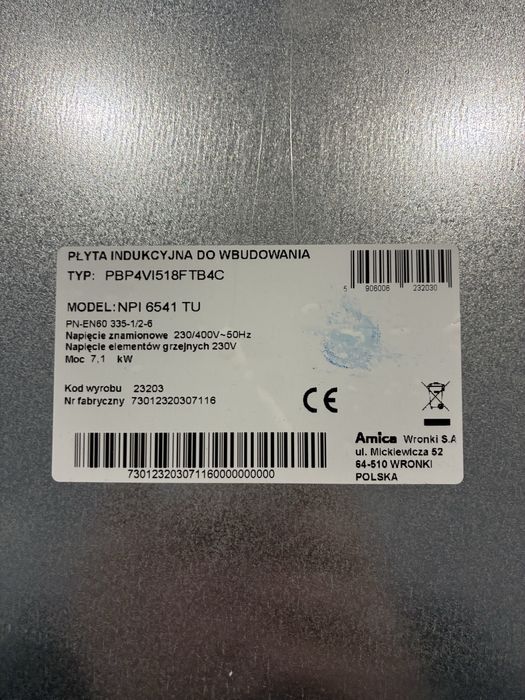 PŁYTA INDUKCYJNA DO WBUDOWANIA
TYP: PBP4VI518FTB4C
5 906006 232030
MODEL: NPI 6541 TU
PN-EN60 335-1/2-6
Napięcie znamionowe 230/400V~50Hz
Napięcie elementów grzejnych 230V
Moc 7,1 kW
Kod wyrobu 23203
Nr fabryczny 73012320307116
CE
730123203071160000000000
Amica Wronki S.A
ul. Mickiewicza 52
64-510 WRONKI
POLSKA